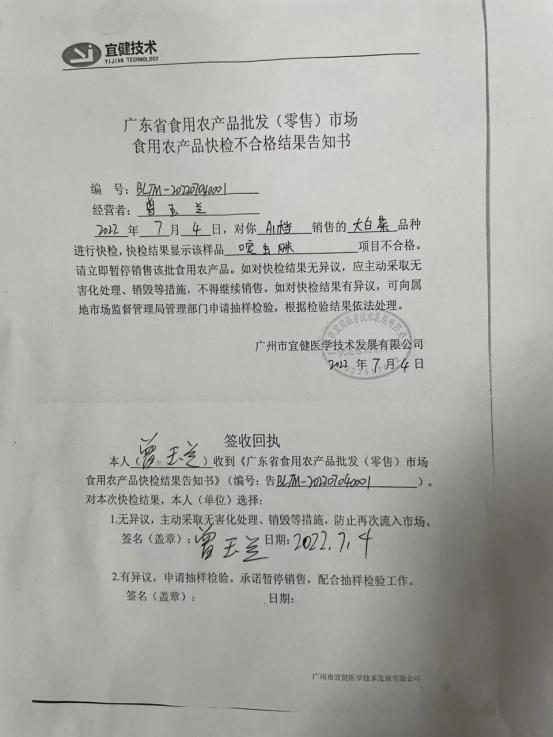 宜健技术
YIJIAN TECHNOLOGY
广东省食用农产品批发（零售）市场
食用农产品快检不合格结果告知书
编 号：BLTM-202207040001
经营者：曾玉兰
2022 年 7 月 4 日，对你 A1档 销售的 大白菜 品种
进行快检，快检结果显示该样品 啶虫脒 项目不合格。
请立即暂停销售该批食用农产品。如对快检结果无异议，应主动采取无
害化处理、销毁等措施，不得继续销售。如对快检结果有异议，可向属
地市场监督管理局管理部门申请抽样检验，根据检验结果依法处理。
广州市宜健医学技术发展有限公司
2022 年 7 月 4 日
签收回执
本人（曾玉兰）收到《广东省食用农产品批发（零售）市场
食用农产品快检结果告知书》（编号：告BLTM-202207040001）。
对本次快检结果，本人（单位）选择：
1.无异议，主动采取无害化处理、销毁等措施，防止再次流入市场。
签名（盖章）：曾玉兰 日期：2022.7.4
2.有异议，申请抽样检验。承诺暂停销售，配合抽样检验工作。
签名（盖章）： 日期：
广州市宜健医学技术发展有限公司